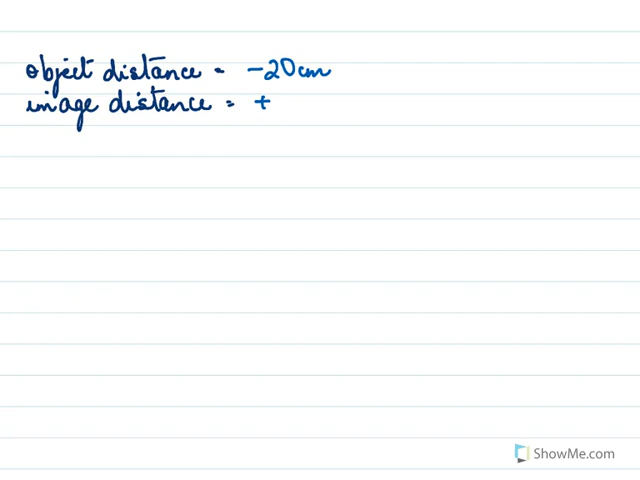 object distance = -20cm
image distance = +
ShowMe.com